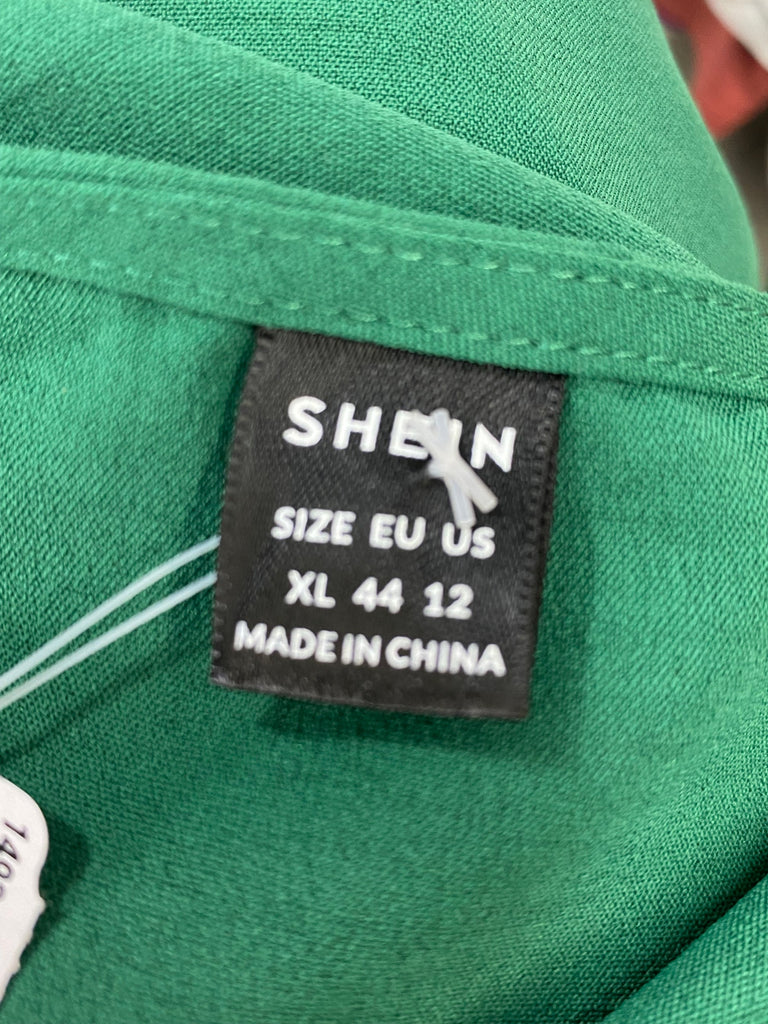 SHEIN
SIZE EU US
XL 44 12
MADE IN CHINA